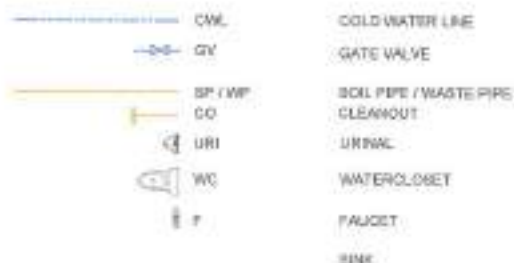 CWL COLD WATER LINE
GV GATE VALVE
SP / WP SOIL PIPE / WASTE PIPE
CO CLEANOUT
URI URINAL
WC WATERCLOSET
F FAUCET
SINK